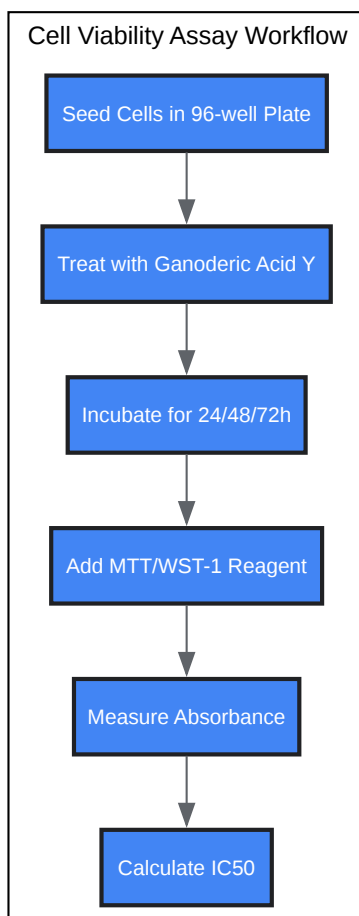 Cell Viability Assay Workflow
Seed Cells in 96-well Plate
Treat with Ganoderic Acid Y
Incubate for 24/48/72h
Add MTT/WST-1 Reagent
Measure Absorbance
Calculate IC50